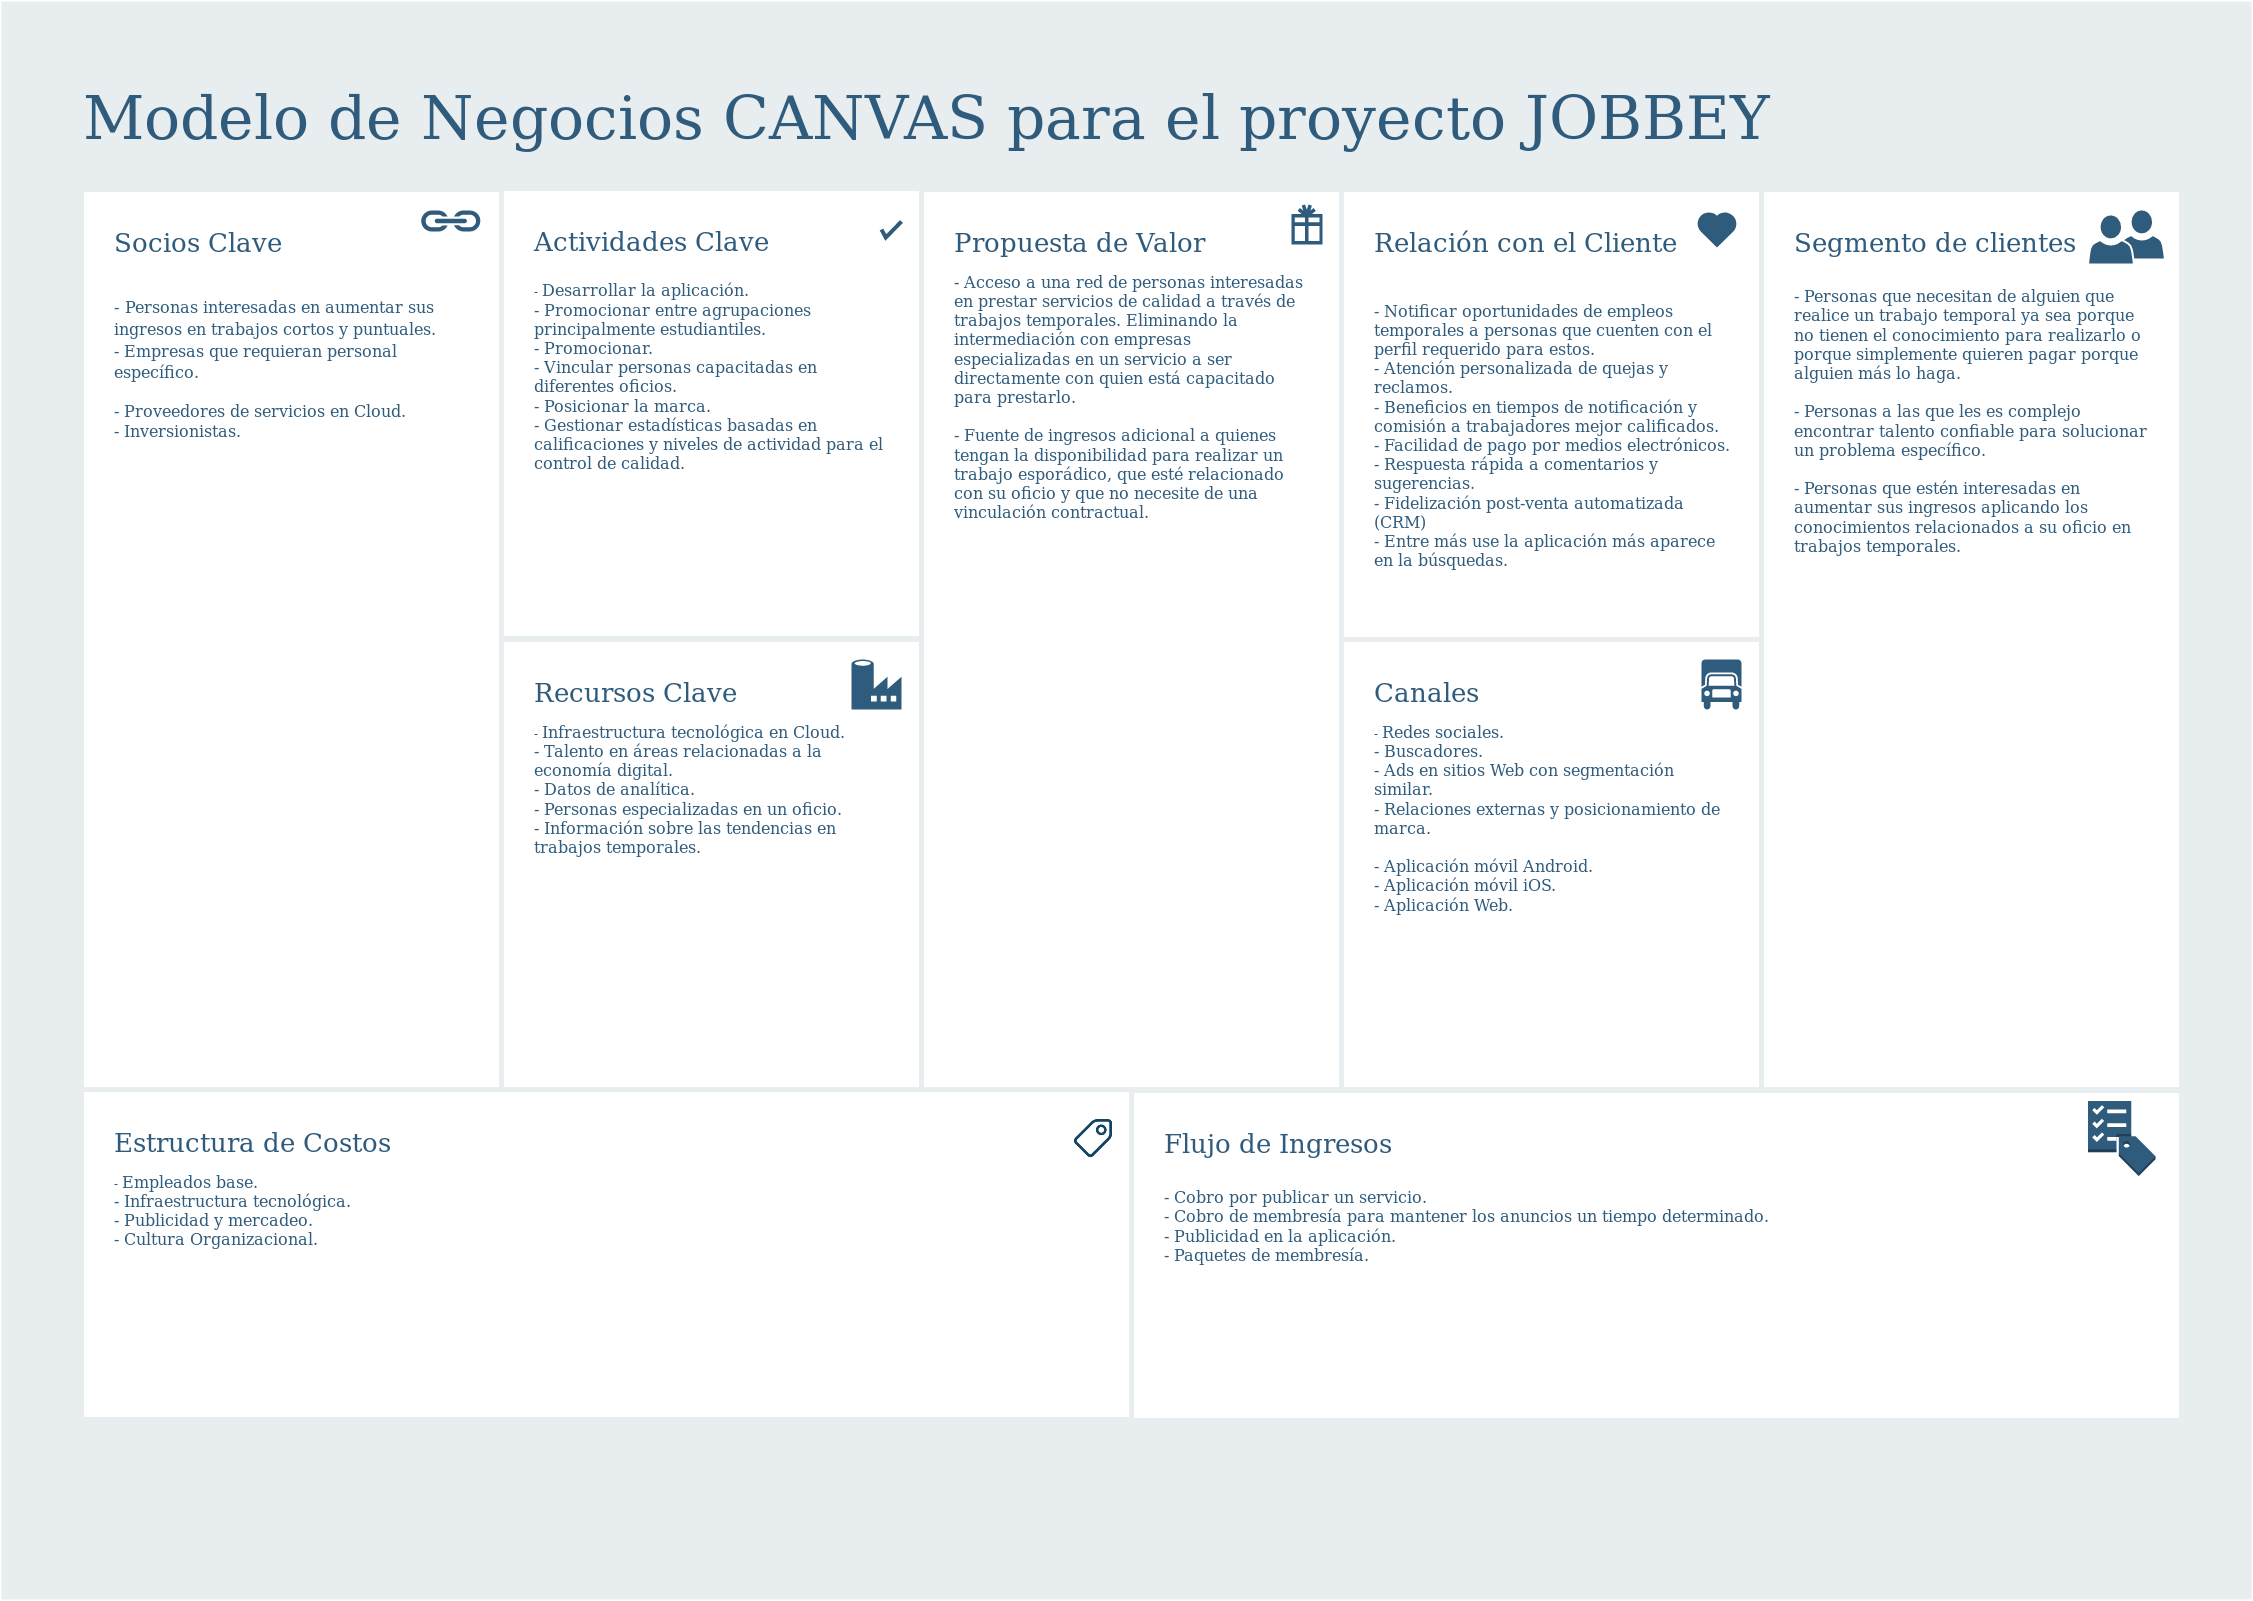 Modelo de Negocios CANVAS para el proyecto JOBBEY
Socios Clave
- Personas interesadas en aumentar sus
ingresos en trabajos cortos y puntuales.
- Empresas que requieran personal
específico.
- Proveedores de servicios en Cloud.
- Inversionistas.
Actividades Clave
- Desarrollar la aplicación.
- Promocionar entre agrupaciones
principalmente estudiantiles.
- Promocionar.
- Vincular personas capacitadas en
diferentes oficios.
- Posicionar la marca.
- Gestionar estadísticas basadas en
calificaciones y niveles de actividad para el
control de calidad.
Recursos Clave
- Infraestructura tecnológica en Cloud.
- Talento en áreas relacionadas a la
economía digital.
- Datos de analítica.
- Personas especializadas en un oficio.
- Información sobre las tendencias en
trabajos temporales.
Propuesta de Valor
- Acceso a una red de personas interesadas
en prestar servicios de calidad a través de
trabajos temporales. Eliminando la
intermediación con empresas
especializadas en un servicio a ser
directamente con quien está capacitado
para prestarlo.
- Fuente de ingresos adicional a quienes
tengan la disponibilidad para realizar un
trabajo esporádico, que esté relacionado
con su oficio y que no necesite de una
vinculación contractual.
Relación con el Cliente
- Notificar oportunidades de empleos
temporales a personas que cuenten con el
perfil requerido para estos.
- Atención personalizada de quejas y
reclamos.
- Beneficios en tiempos de notificación y
comisión a trabajadores mejor calificados.
- Facilidad de pago por medios electrónicos.
- Respuesta rápida a comentarios y
sugerencias.
- Fidelización post-venta automatizada
(CRM)
- Entre más use la aplicación más aparece
en la búsquedas.
Canales
- Redes sociales.
- Buscadores.
- Ads en sitios Web con segmentación
similar.
- Relaciones externas y posicionamiento de
marca.
- Aplicación móvil Android.
- Aplicación móvil iOS.
- Aplicación Web.
Segmento de clientes
- Personas que necesitan de alguien que
realice un trabajo temporal ya sea porque
no tienen el conocimiento para realizarlo o
porque simplemente quieren pagar porque
alguien más lo haga.
- Personas a las que les es complejo
encontrar talento confiable para solucionar
un problema específico.
- Personas que estén interesadas en
aumentar sus ingresos aplicando los
conocimientos relacionados a su oficio en
trabajos temporales.
Estructura de Costos
- Empleados base.
- Infraestructura tecnológica.
- Publicidad y mercadeo.
- Cultura Organizacional.
Flujo de Ingresos
- Cobro por publicar un servicio.
- Cobro de membresía para mantener los anuncios un tiempo determinado.
- Publicidad en la aplicación.
- Paquetes de membresía.